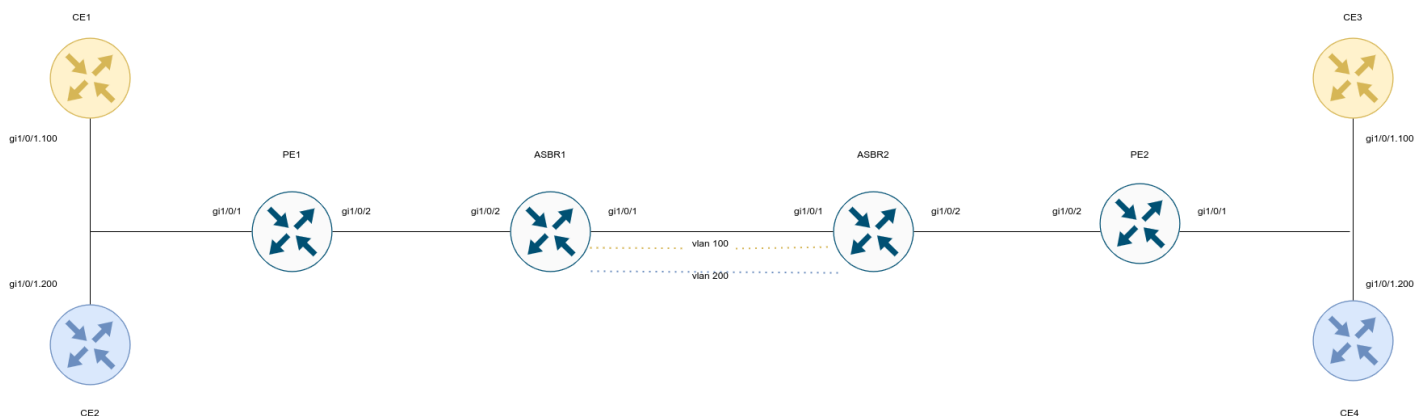 CE1
CE3
gi1/0/1.100
gi1/0/1.100
PE1
ASBR1
ASBR2
PE2
gi1/0/1
gi1/0/2
gi1/0/2
gi1/0/1
gi1/0/1
gi1/0/2
gi1/0/2
gi1/0/1
vlan 100
vlan 200
gi1/0/1.200
gi1/0/1.200
CE2
CE4